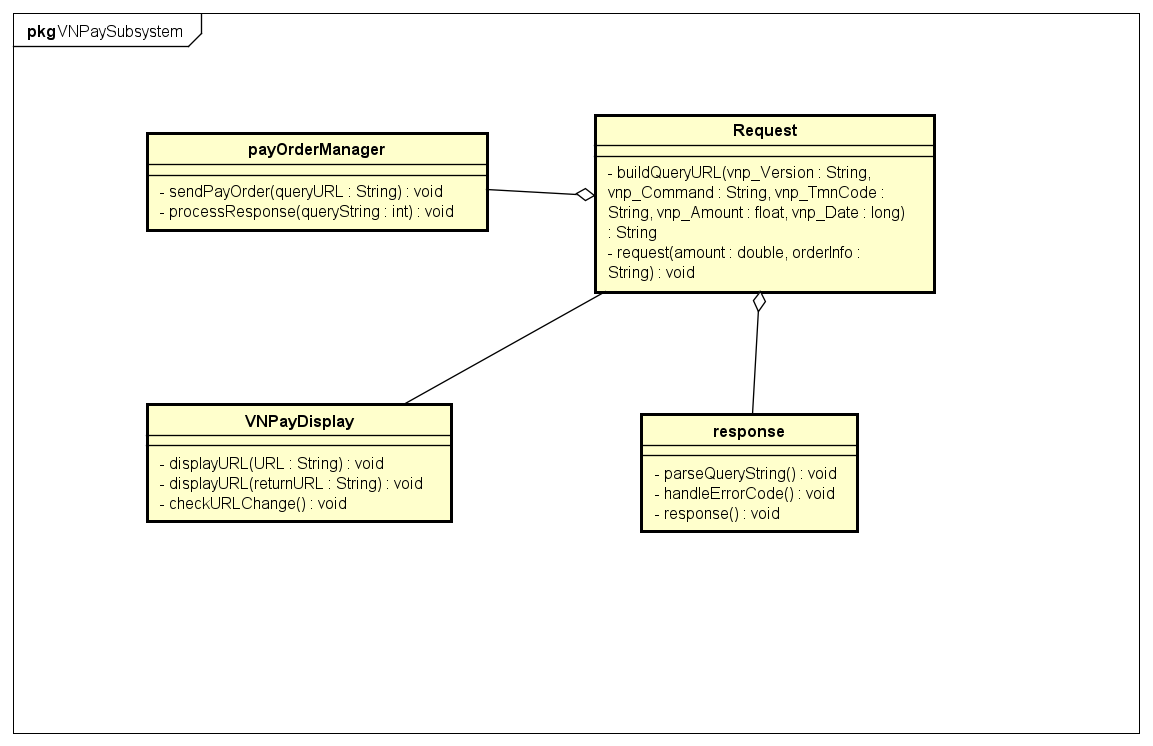 pkg VNPaySubsystem
payOrderManager
- sendPayOrder(queryURL : String) : void
- processResponse(queryString : int) : void
Request
- buildQueryURL(vnp_Version : String,
vnp_Command : String, vnp_TmnCode :
String, vnp_Amount : float, vnp_Date : long)
: String
- request(amount : double, orderInfo :
String) : void
VNPayDisplay
- displayURL(URL : String) : void
- displayURL(returnURL : String) : void
- checkURLChange() : void
response
- parseQueryString() : void
- handleErrorCode() : void
- response() : void